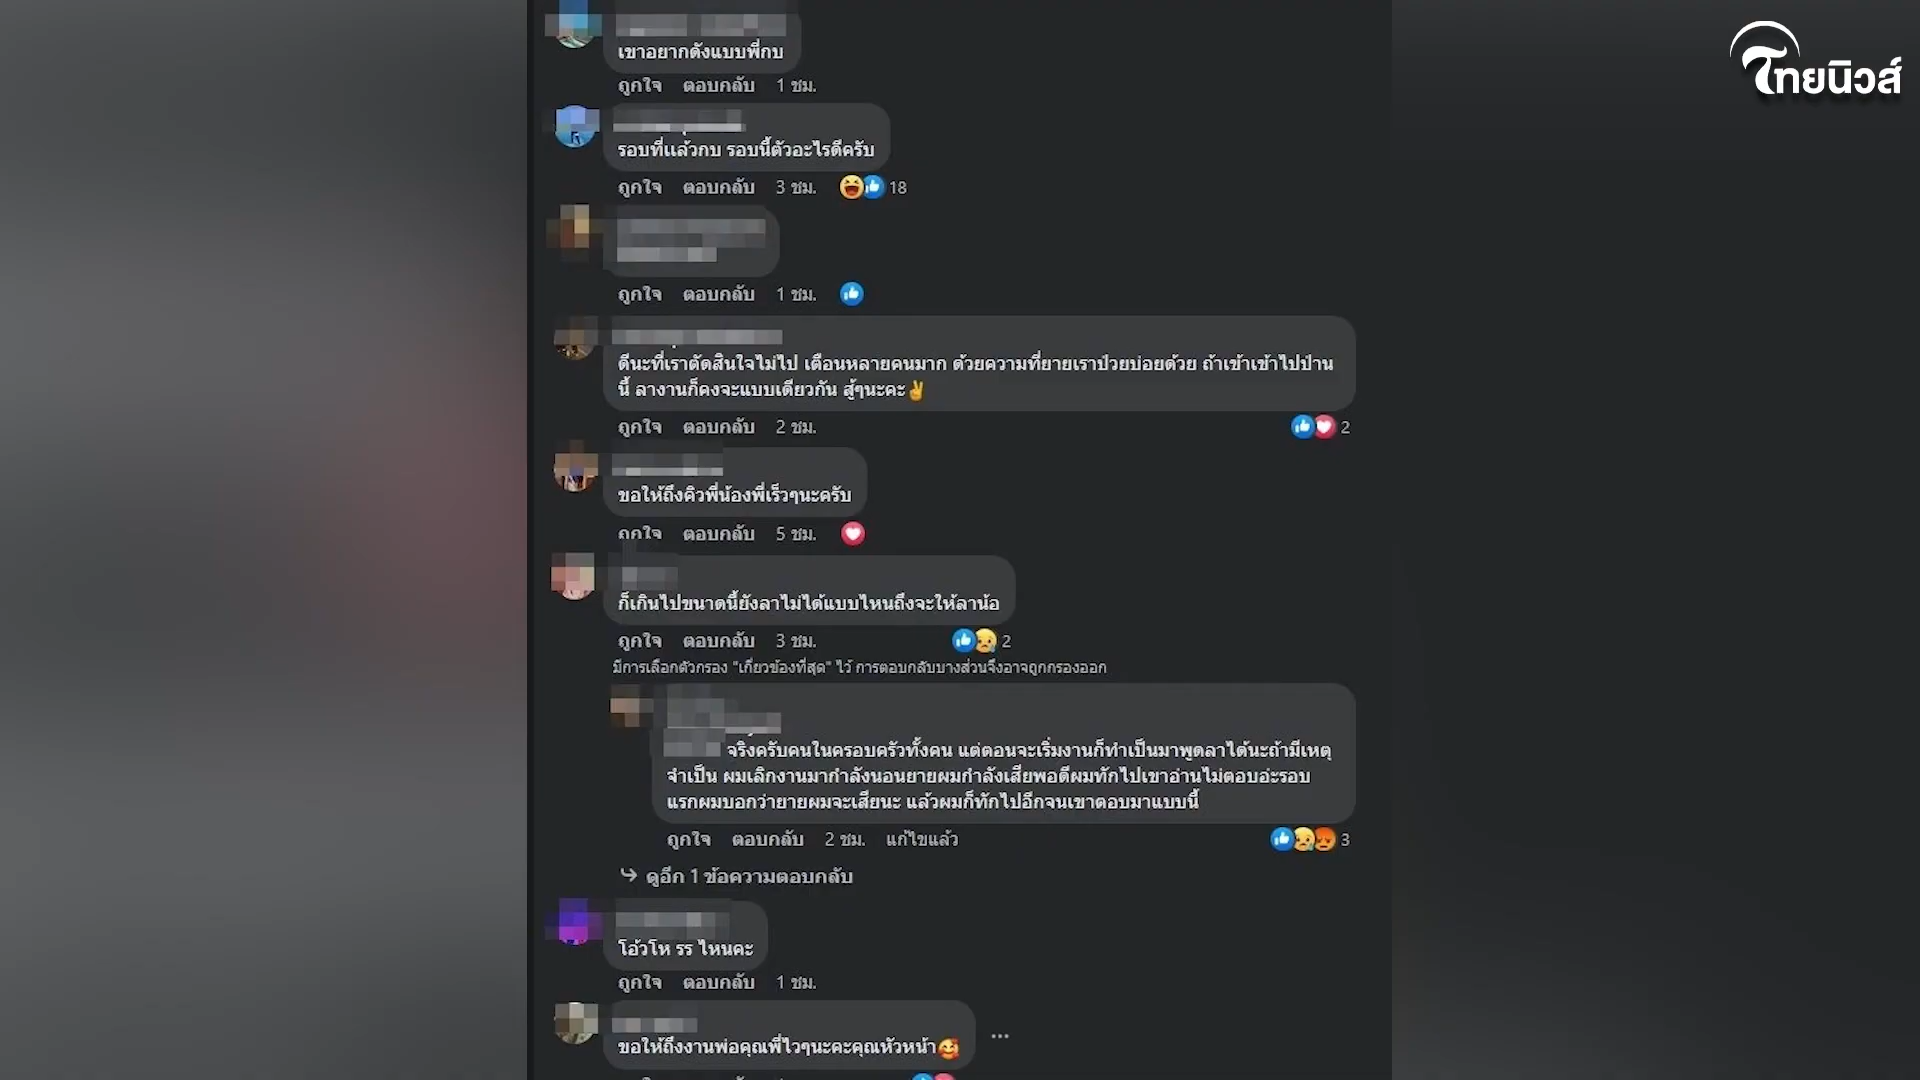 ไทยนิวส์
เขาอยากดังแบบพี่กบ
ถูกใจ ตอบกลับ 1 ชม.
รอบที่แล้วกบ รอบนี้ตัวอะไรดีครับ
ถูกใจ ตอบกลับ 3 ชม. 18
ถูกใจ ตอบกลับ 1 ชม.
ดีนะที่เราตัดสินใจไม่ไป เตือนหลายคนมาก ด้วยความที่ยายเราป่วยบ่อยด้วย ถ้าเข้าเข้าไปป่าน
นี้ ลางานก็คงจะแบบเดียวกัน สู้ๆนะคะ✌️
ถูกใจ ตอบกลับ 2 ชม. 2
ขอให้ถึงคิวพี่น้องพี่เร็วๆนะครับ
ถูกใจ ตอบกลับ 5 ชม.
ก็เกินไปขนาดนี้ยังลาไม่ได้แบบไหนถึงจะให้ลาน้อ
ถูกใจ ตอบกลับ 3 ชม. 2
มีการเลือกตัวกรอง "เกี่ยวข้องที่สุด" ไว้ การตอบกลับบางส่วนจึงอาจถูกกรองออก
จริงครับคนในครอบครัวทั้งคน แต่ตอนจะเริ่มงานก็ทำเป็นมาพูดลาได้นะถ้ามีเหตุ
จำเป็น ผมเลิกงานมากำลังนอนยายผมกำลังเสียพอดีผมทักไปเขาอ่านไม่ตอบอ่ะรอบ
แรกผมบอกว่ายายผมจะเสียนะ แล้วผมก็ทักไปอีกจนเขาตอบมาแบบนี้
ถูกใจ ตอบกลับ 2 ชม. แก้ไขแล้ว 3
ดูอีก 1 ข้อความตอบกลับ
โอ้วโห รร ไหนคะ
ถูกใจ ตอบกลับ 1 ชม.
ขอให้ถึงงานพ่อคุณพี่ไวๆนะคะคุณหัวหน้า🥰